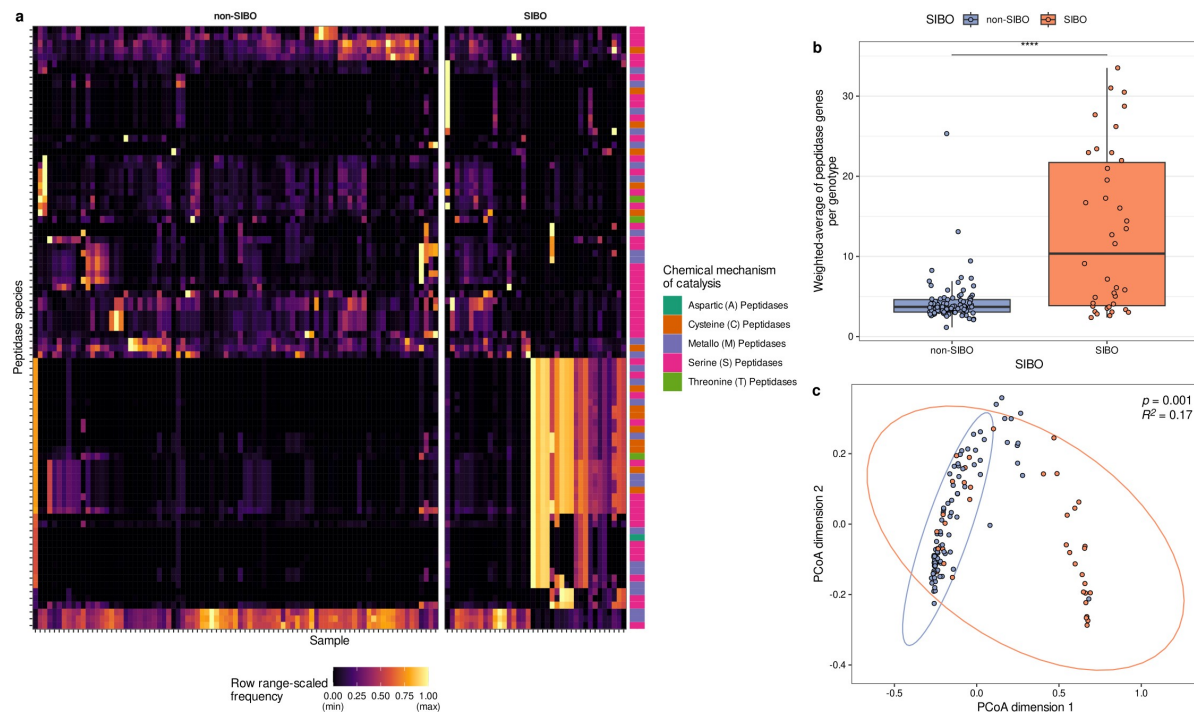 a
non-SIBO
SIBO
Peptidase species
Sample
Row range-scaled
frequency
0.00 0.25 0.50 0.75 1.00
(min) (max)
Chemical mechanism
of catalysis
Aspartic (A) Peptidases
Cysteine (C) Peptidases
Metallo (M) Peptidases
Serine (S) Peptidases
Threonine (T) Peptidases
SIBO non-SIBO SIBO
b
****
Weighted-average of pepdidase genes
per genotype
30
20
10
0
non-SIBO SIBO
SIBO
c
p = 0.001
R² = 0.17
PCoA dimension 2
0.2
0.0
-0.2
-0.4
-0.5 0.0 0.5 1.0
PCoA dimension 1